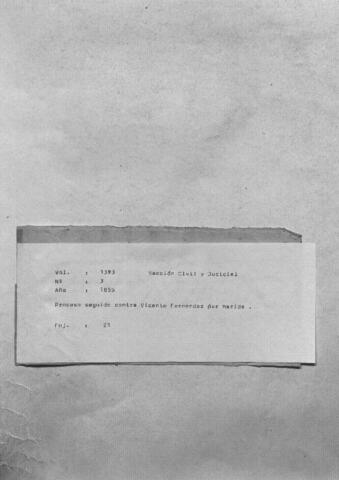 Vol. : 1393 Sección Civil y Judicial
Nº : 3
Año : 1855
Proceso seguido contra Vicente Fernández por herida .
Foj. : 21